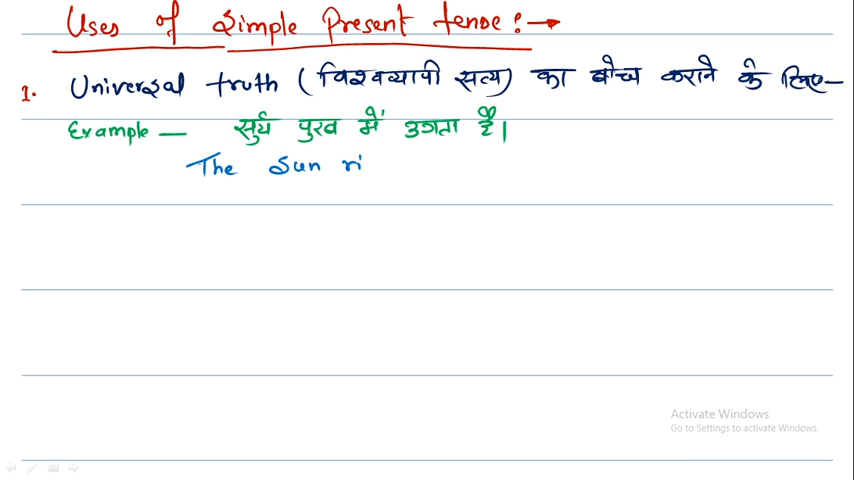 Uses of Simple Present tense :→
1. Universal truth (विश्वव्यापी सत्य) का बोध कराने के लिए—
Example — सुर्य पुरब में उगता है।
The Sun ri
Activate Windows
Go to Settings to activate Windows.